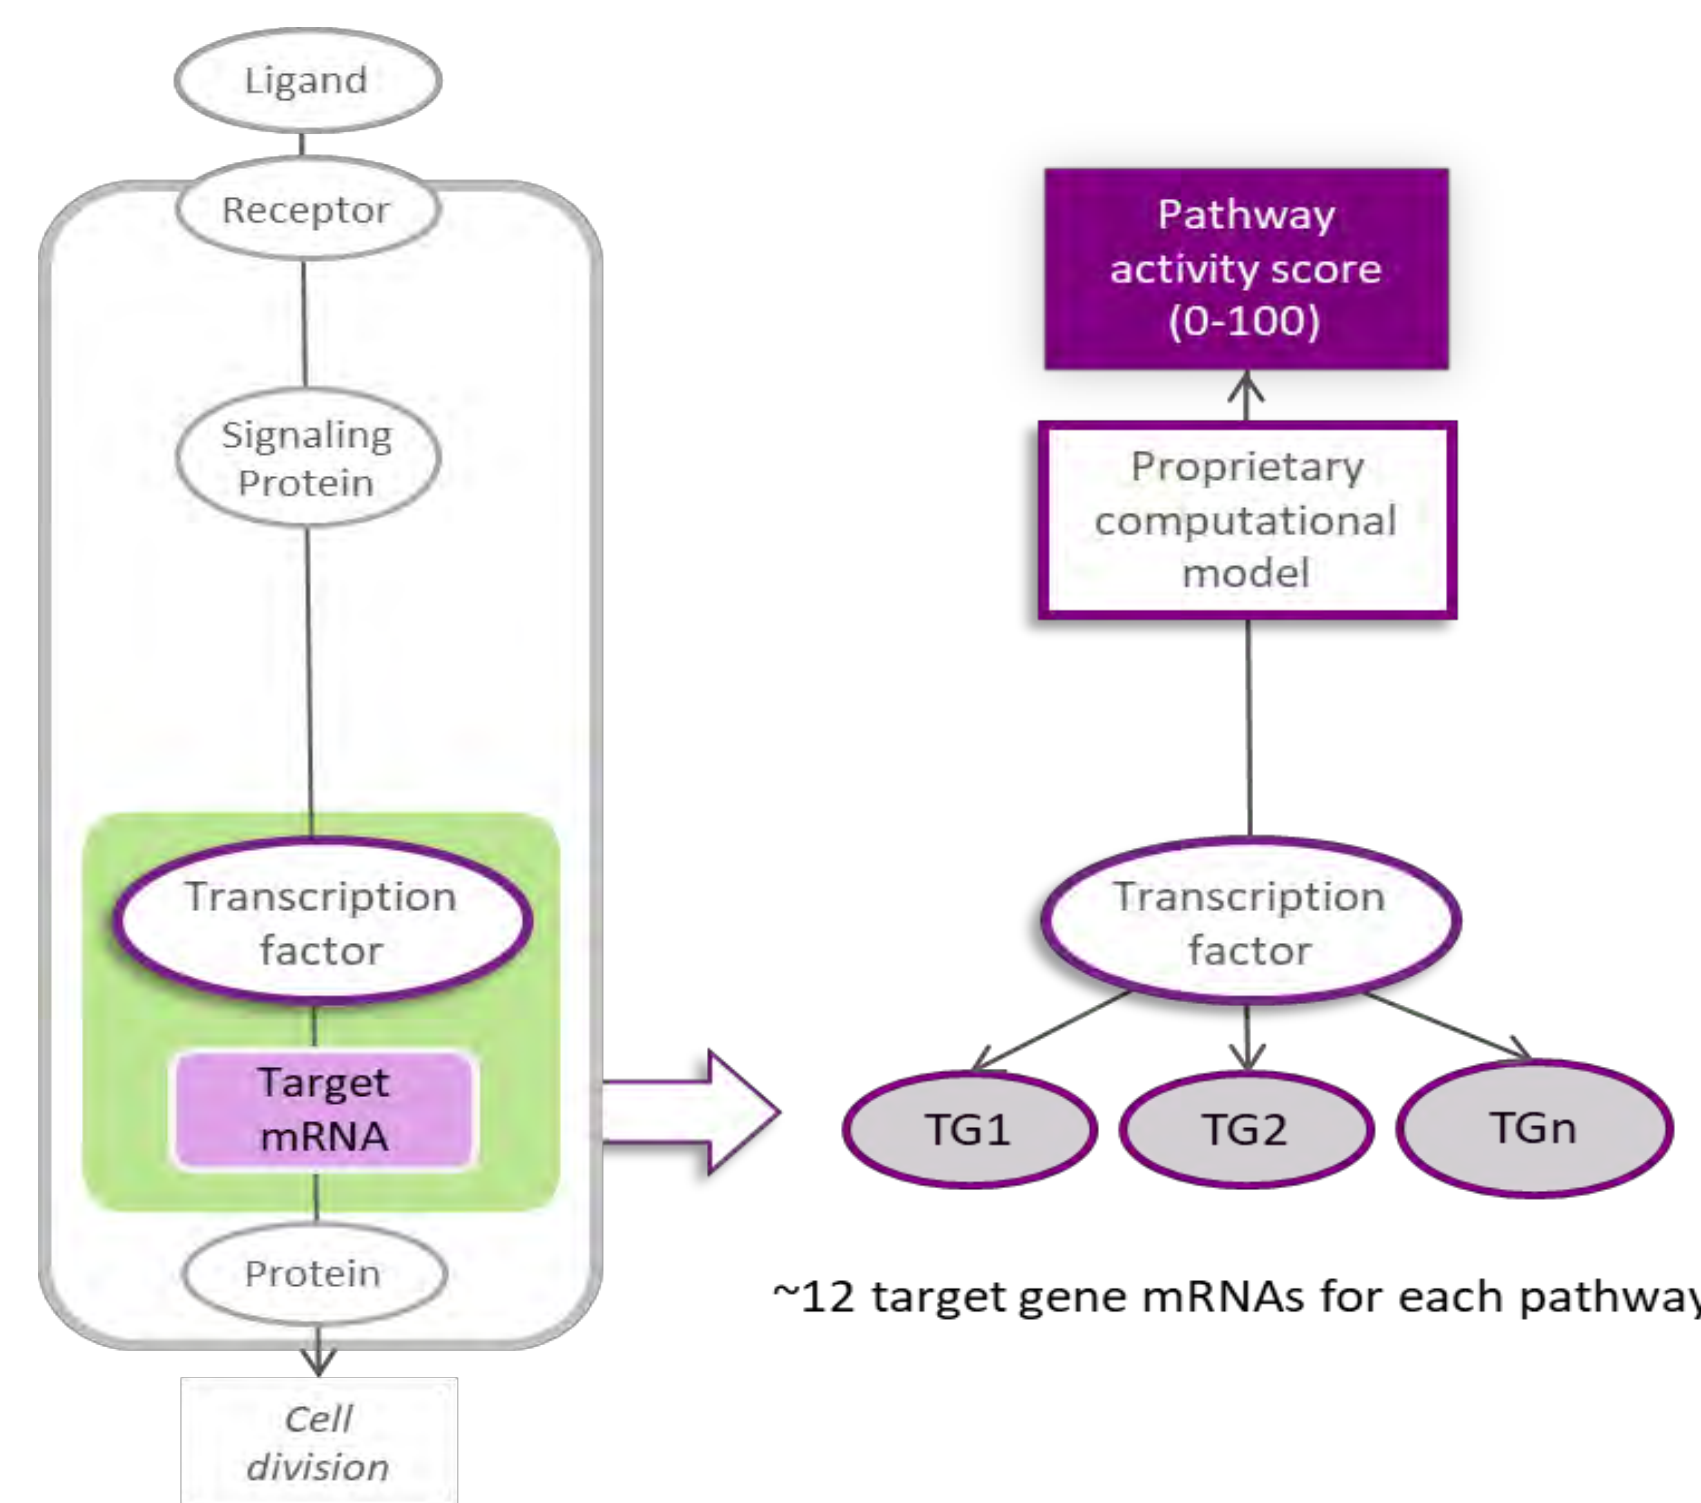 Ligand
Receptor
Signaling
Protein
Transcription
factor
Target
mRNA
Protein
Cell
division
Pathway
activity score
(0-100)
Proprietary
computational
model
Transcription
factor
TG1
TG2
TGn
~12 target gene mRNAs for each pathway